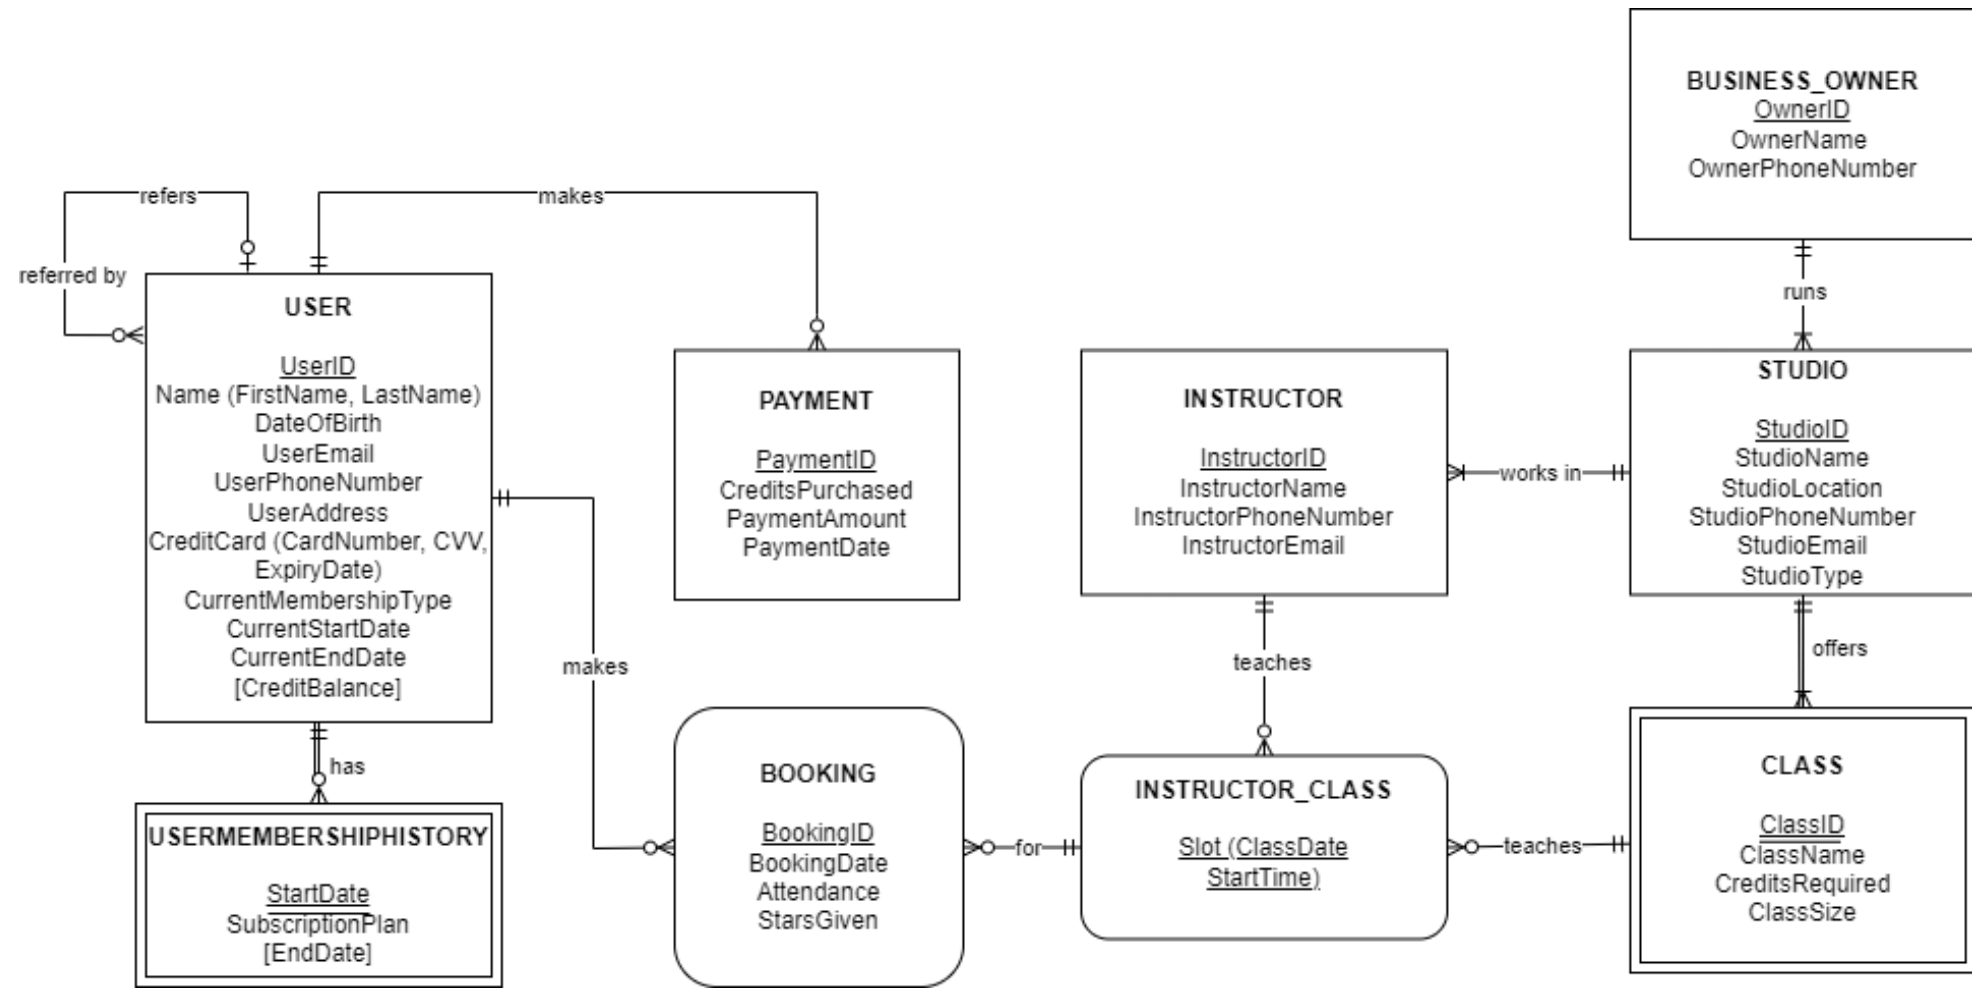 BUSINESS_OWNER
OwnerID
OwnerName
OwnerPhoneNumber
runs
refers
referred by
makes
USER
UserID
Name (FirstName, LastName)
DateOfBirth
UserEmail
UserPhoneNumber
UserAddress
CreditCard (CardNumber, CVV,
ExpiryDate)
CurrentMembershipType
CurrentStartDate
CurrentEndDate
[CreditBalance]
PAYMENT
PaymentID
CreditsPurchased
PaymentAmount
PaymentDate
INSTRUCTOR
InstructorID
InstructorName
InstructorPhoneNumber
InstructorEmail
works in
STUDIO
StudioID
StudioName
StudioLocation
StudioPhoneNumber
StudioEmail
StudioType
makes
teaches
offers
has
USERMEMBERSHIPHISTORY
StartDate
SubscriptionPlan
[EndDate]
BOOKING
BookingID
BookingDate
Attendance
StarsGiven
for
INSTRUCTOR_CLASS
Slot (ClassDate
StartTime)
teaches
CLASS
ClassID
ClassName
CreditsRequired
ClassSize